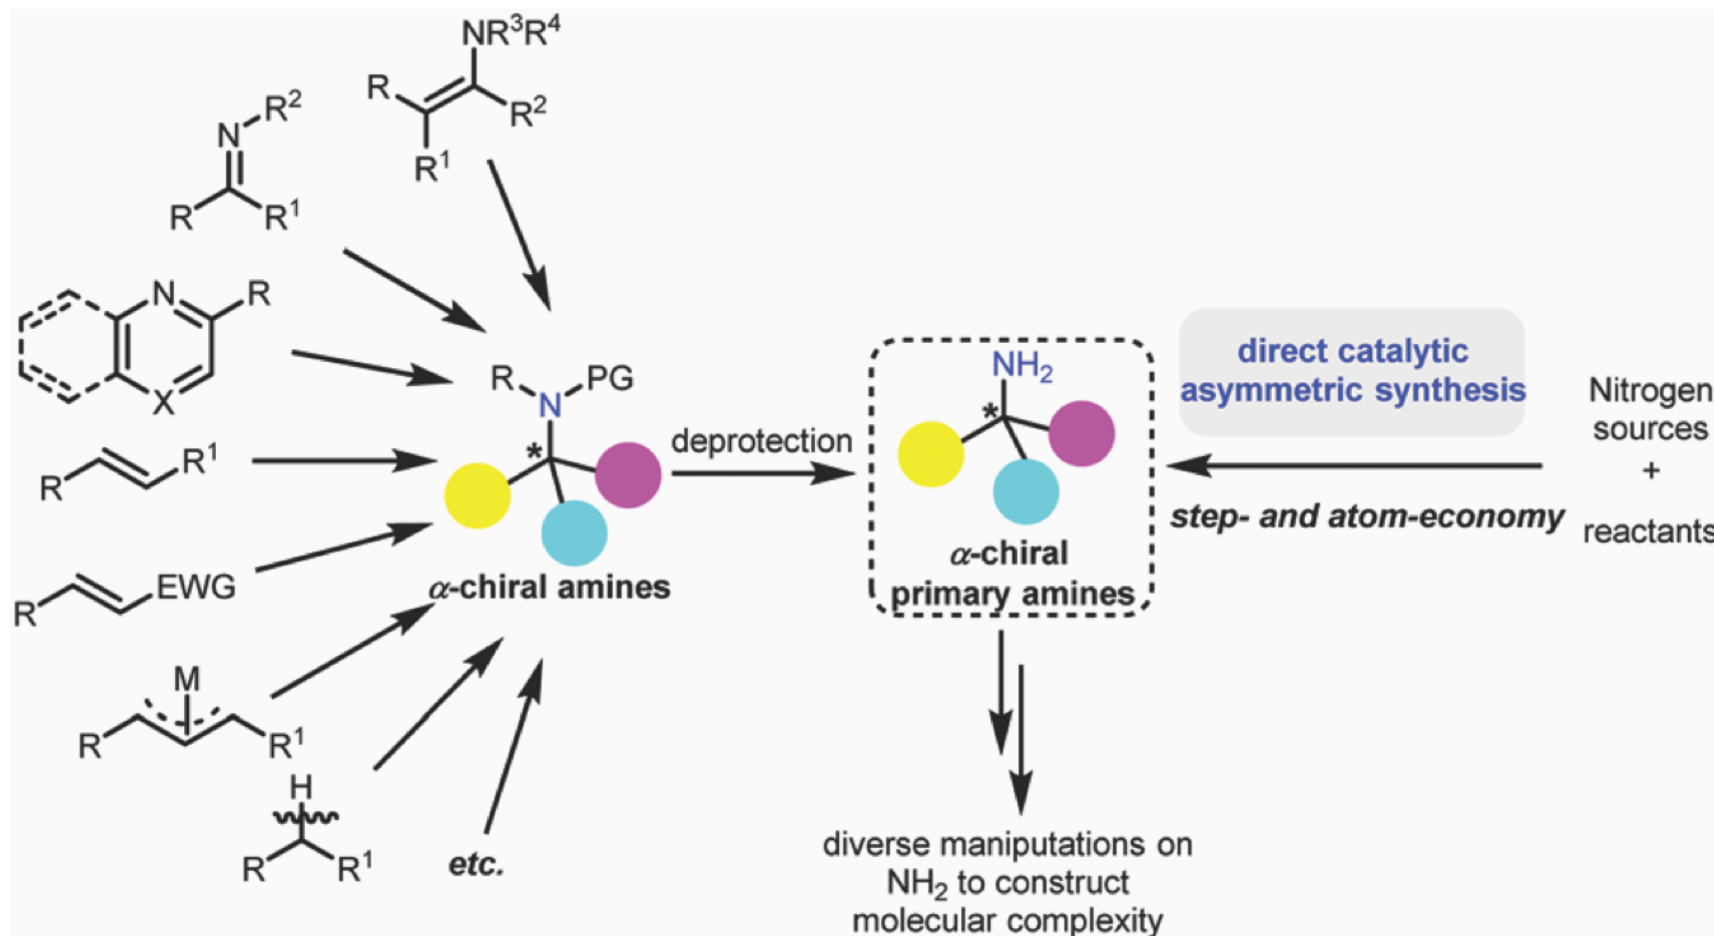 NR³R⁴
R
R²
R¹
R²
N
R
R¹
N
R
X
R
R¹
R
EWG
M
R
R¹
H
R
R¹
etc.
R
PG
N
*
α-chiral amines
deprotection
NH₂
*
α-chiral
primary amines
direct catalytic
asymmetric synthesis
step- and atom-economy
Nitrogen
sources
+
reactants
diverse maniputations on
NH₂ to construct
molecular complexity